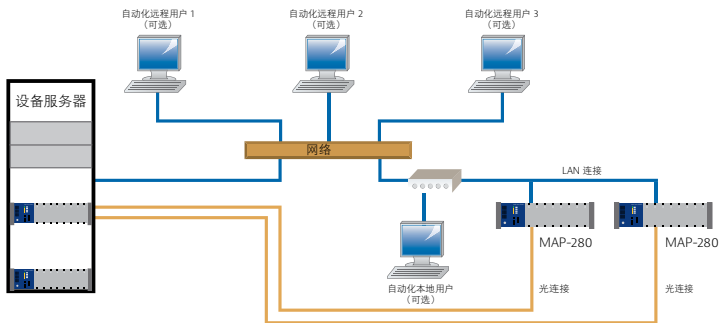 自动化远程用户 1
（可选）
自动化远程用户 2
（可选）
自动化远程用户 3
（可选）
设备服务器
网络
LAN 连接
MAP-280
MAP-280
自动化本地用户
（可选）
光连接
光连接